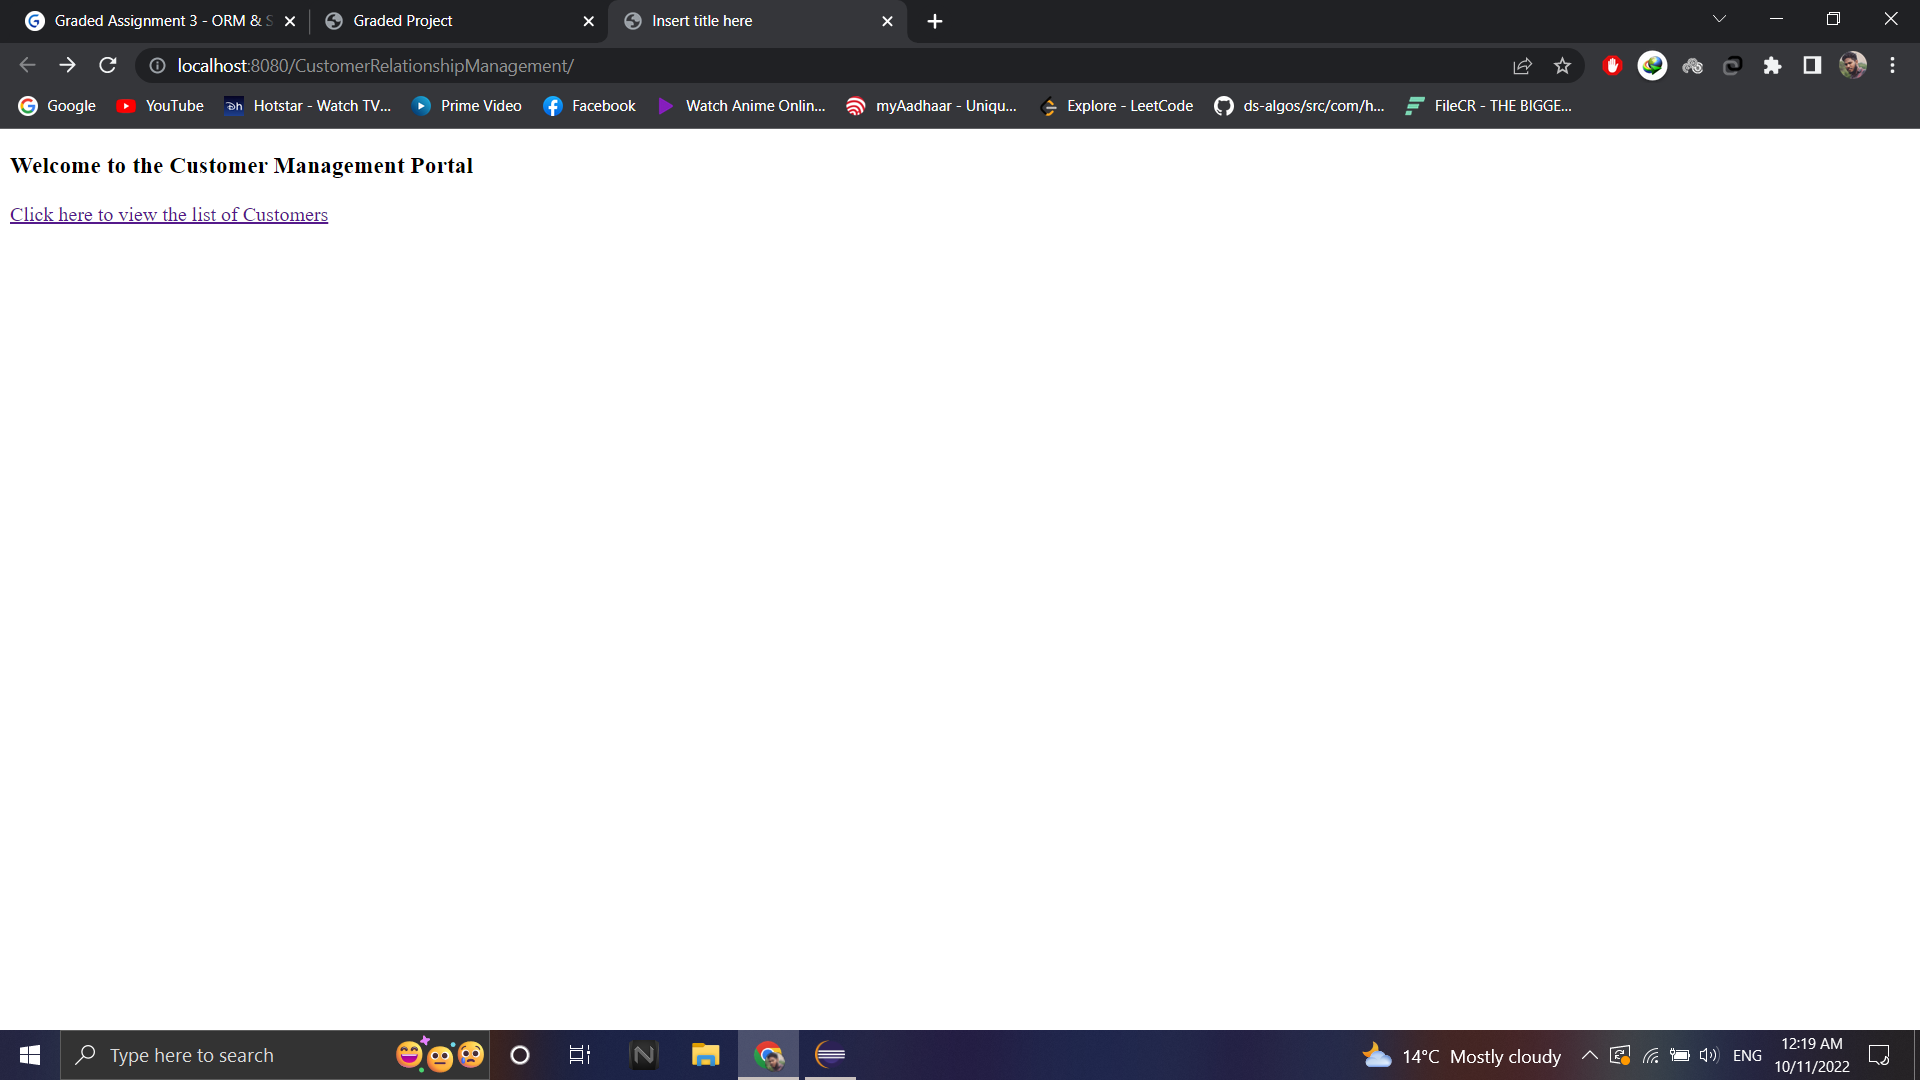 Graded Assignment 3 - ORM & S
Graded Project
Insert title here
localhost:8080/CustomerRelationshipManagement/
Google
YouTube
Hotstar - Watch TV...
Prime Video
Facebook
Watch Anime Onlin...
myAadhaar - Uniqu...
Explore - LeetCode
ds-algos/src/com/h...
FileCR - THE BIGGE...
Welcome to the Customer Management Portal
Click here to view the list of Customers
Type here to search
14°C Mostly cloudy
ENG
12:19 AM
10/11/2022